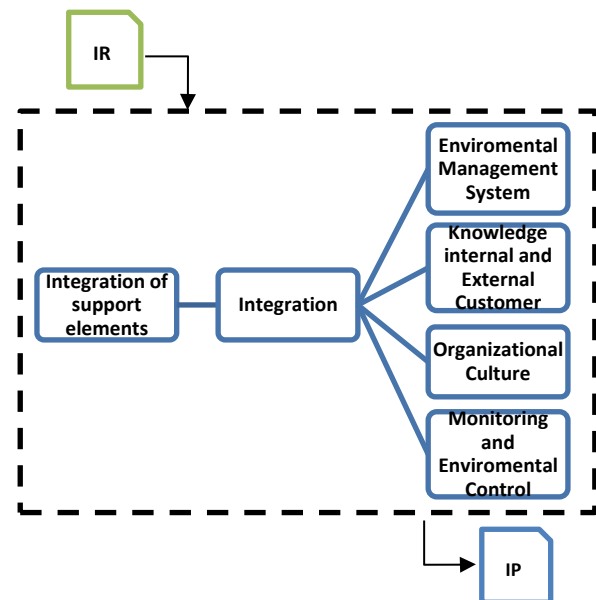 IR
Enviromental
Management
System
Knowledge
internal and
External
Customer
Integration of
support
elements
Integration
Organizational
Culture
Monitoring
and
Enviromental
Control
IP